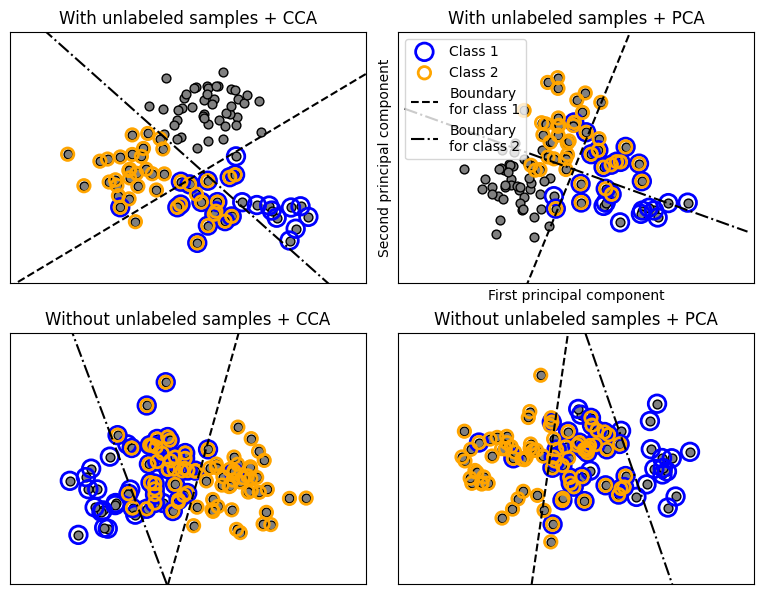 With unlabeled samples + CCA
With unlabeled samples + PCA
Class 1
Class 2
Boundary
for class 1
Boundary
for class 2
Second principal component
First principal component
Without unlabeled samples + CCA
Without unlabeled samples + PCA